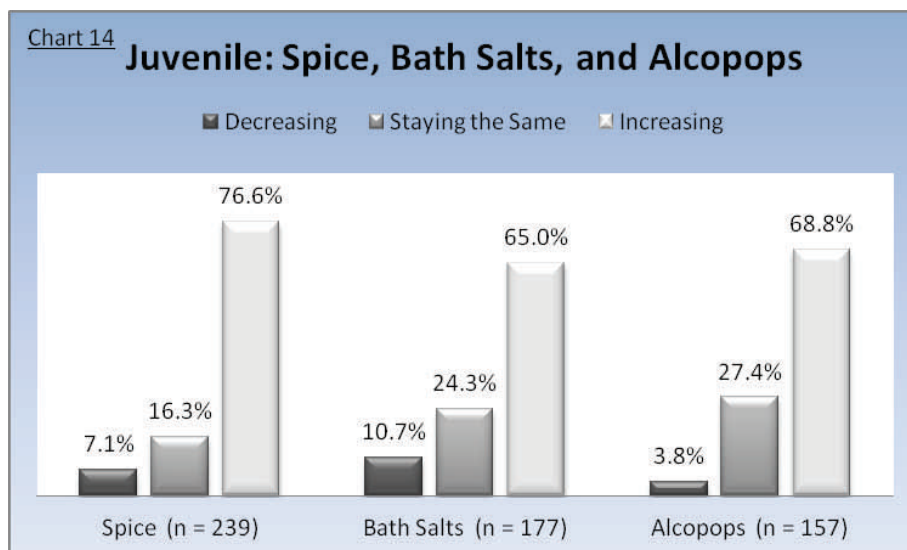 Chart 14
Juvenile: Spice, Bath Salts, and Alcopops
Decreasing Staying the Same Increasing
7.1% 16.3% 76.6% 10.7% 24.3% 65.0% 3.8% 27.4% 68.8%
Spice (n = 239) Bath Salts (n = 177) Alcopops (n = 157)